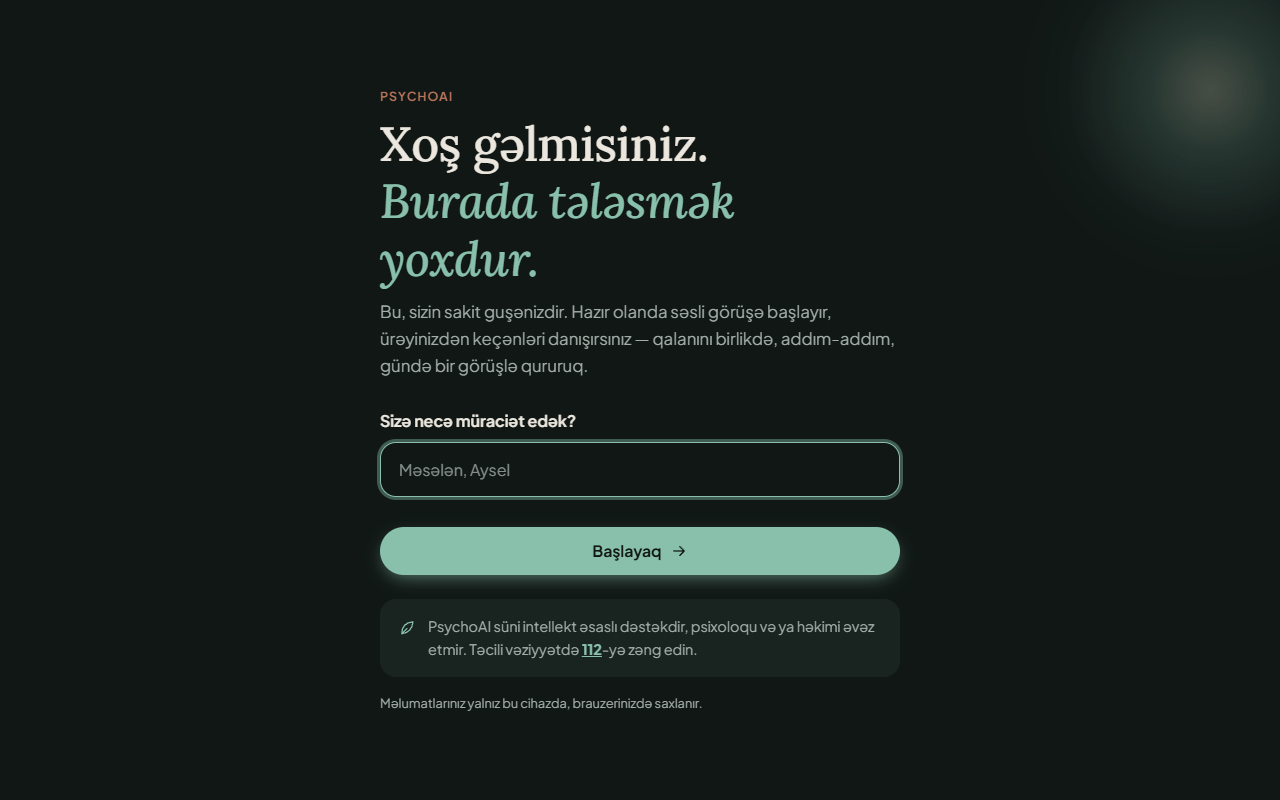 PSYCHOAI
Xoş gəlmisiniz.
Burada tələsmək
yoxdur.
Bu, sizin sakit guşənizdir. Hazır olanda səsli görüşə başlayır,
ürəyinizdən keçənləri danışırsınız — qalanını birlikdə, addım-addım,
gündə bir görüşlə qururuq.
Sizə necə müraciət edək?
Məsələn, Aysel
Başlayaq →
PsychoAI süni intellekt əsaslı dəstəkdir, psixoloqu və ya həkimi əvəz
etmir. Təcili vəziyyətdə 112-yə zəng edin.
Məlumatlarınız yalnız bu cihazda, brauzerinizdə saxlanır.